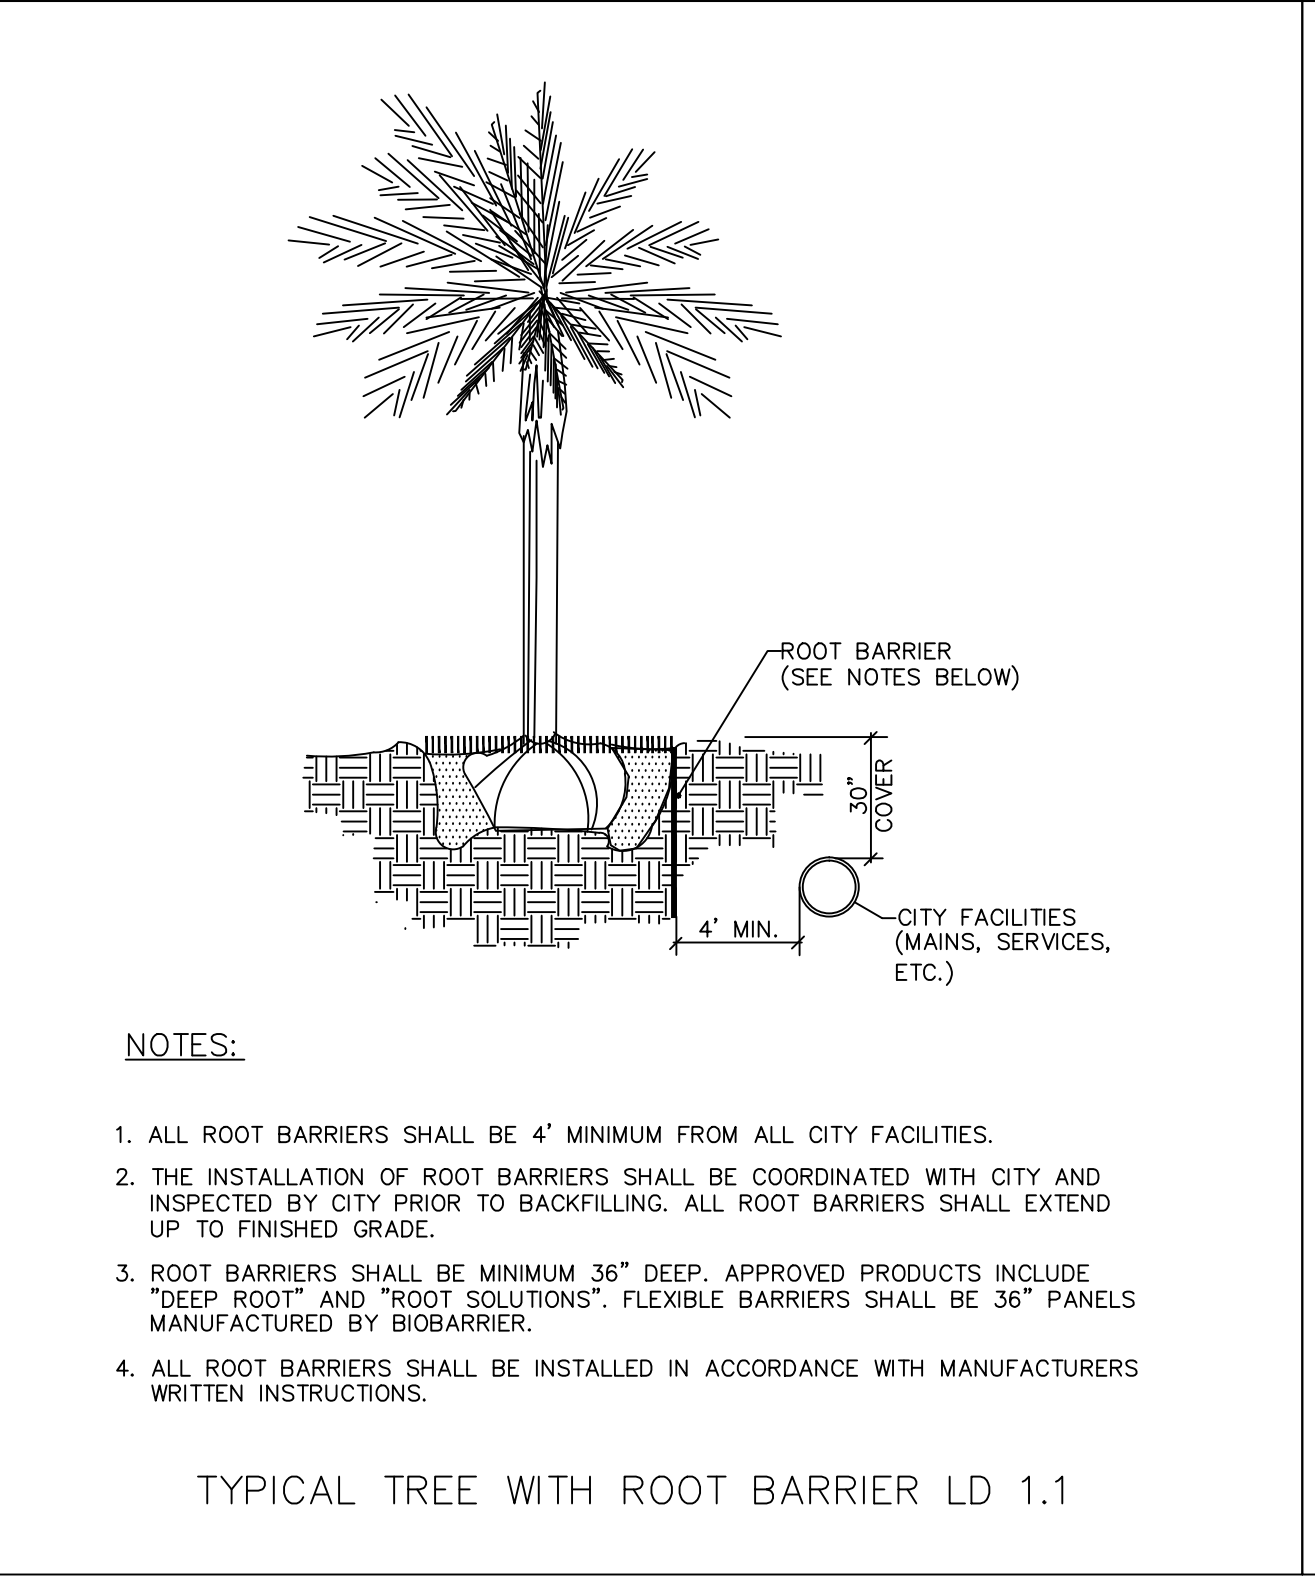 ROOT BARRIER
(SEE NOTES BELOW)
30"
COVER
4' MIN.
CITY FACILITIES
(MAINS, SERVICES,
ETC.)
NOTES:
1. ALL ROOT BARRIERS SHALL BE 4' MINIMUM FROM ALL CITY FACILITIES.
2. THE INSTALLATION OF ROOT BARRIERS SHALL BE COORDINATED WITH CITY AND
INSPECTED BY CITY PRIOR TO BACKFILLING. ALL ROOT BARRIERS SHALL EXTEND
UP TO FINISHED GRADE.
3. ROOT BARRIERS SHALL BE MINIMUM 36" DEEP. APPROVED PRODUCTS INCLUDE
"DEEP ROOT" AND "ROOT SOLUTIONS". FLEXIBLE BARRIERS SHALL BE 36" PANELS
MANUFACTURED BY BIOBARRIER.
4. ALL ROOT BARRIERS SHALL BE INSTALLED IN ACCORDANCE WITH MANUFACTURERS
WRITTEN INSTRUCTIONS.
TYPICAL TREE WITH ROOT BARRIER LD 1.1